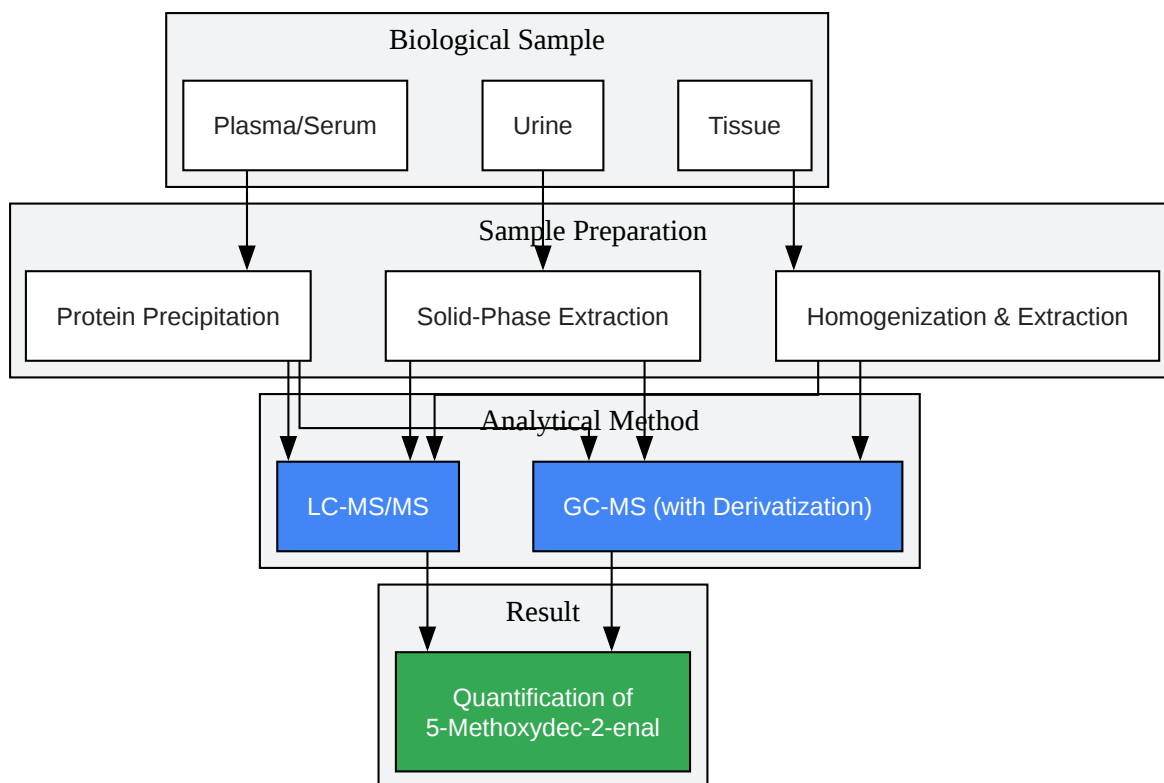 Biological Sample
Plasma/Serum
Urine
Tissue
Sample Preparation
Protein Precipitation
Solid-Phase Extraction
Homogenization & Extraction
Analytical Method
LC-MS/MS
GC-MS (with Derivatization)
Result
Quantification of
5-Methoxydec-2-enal